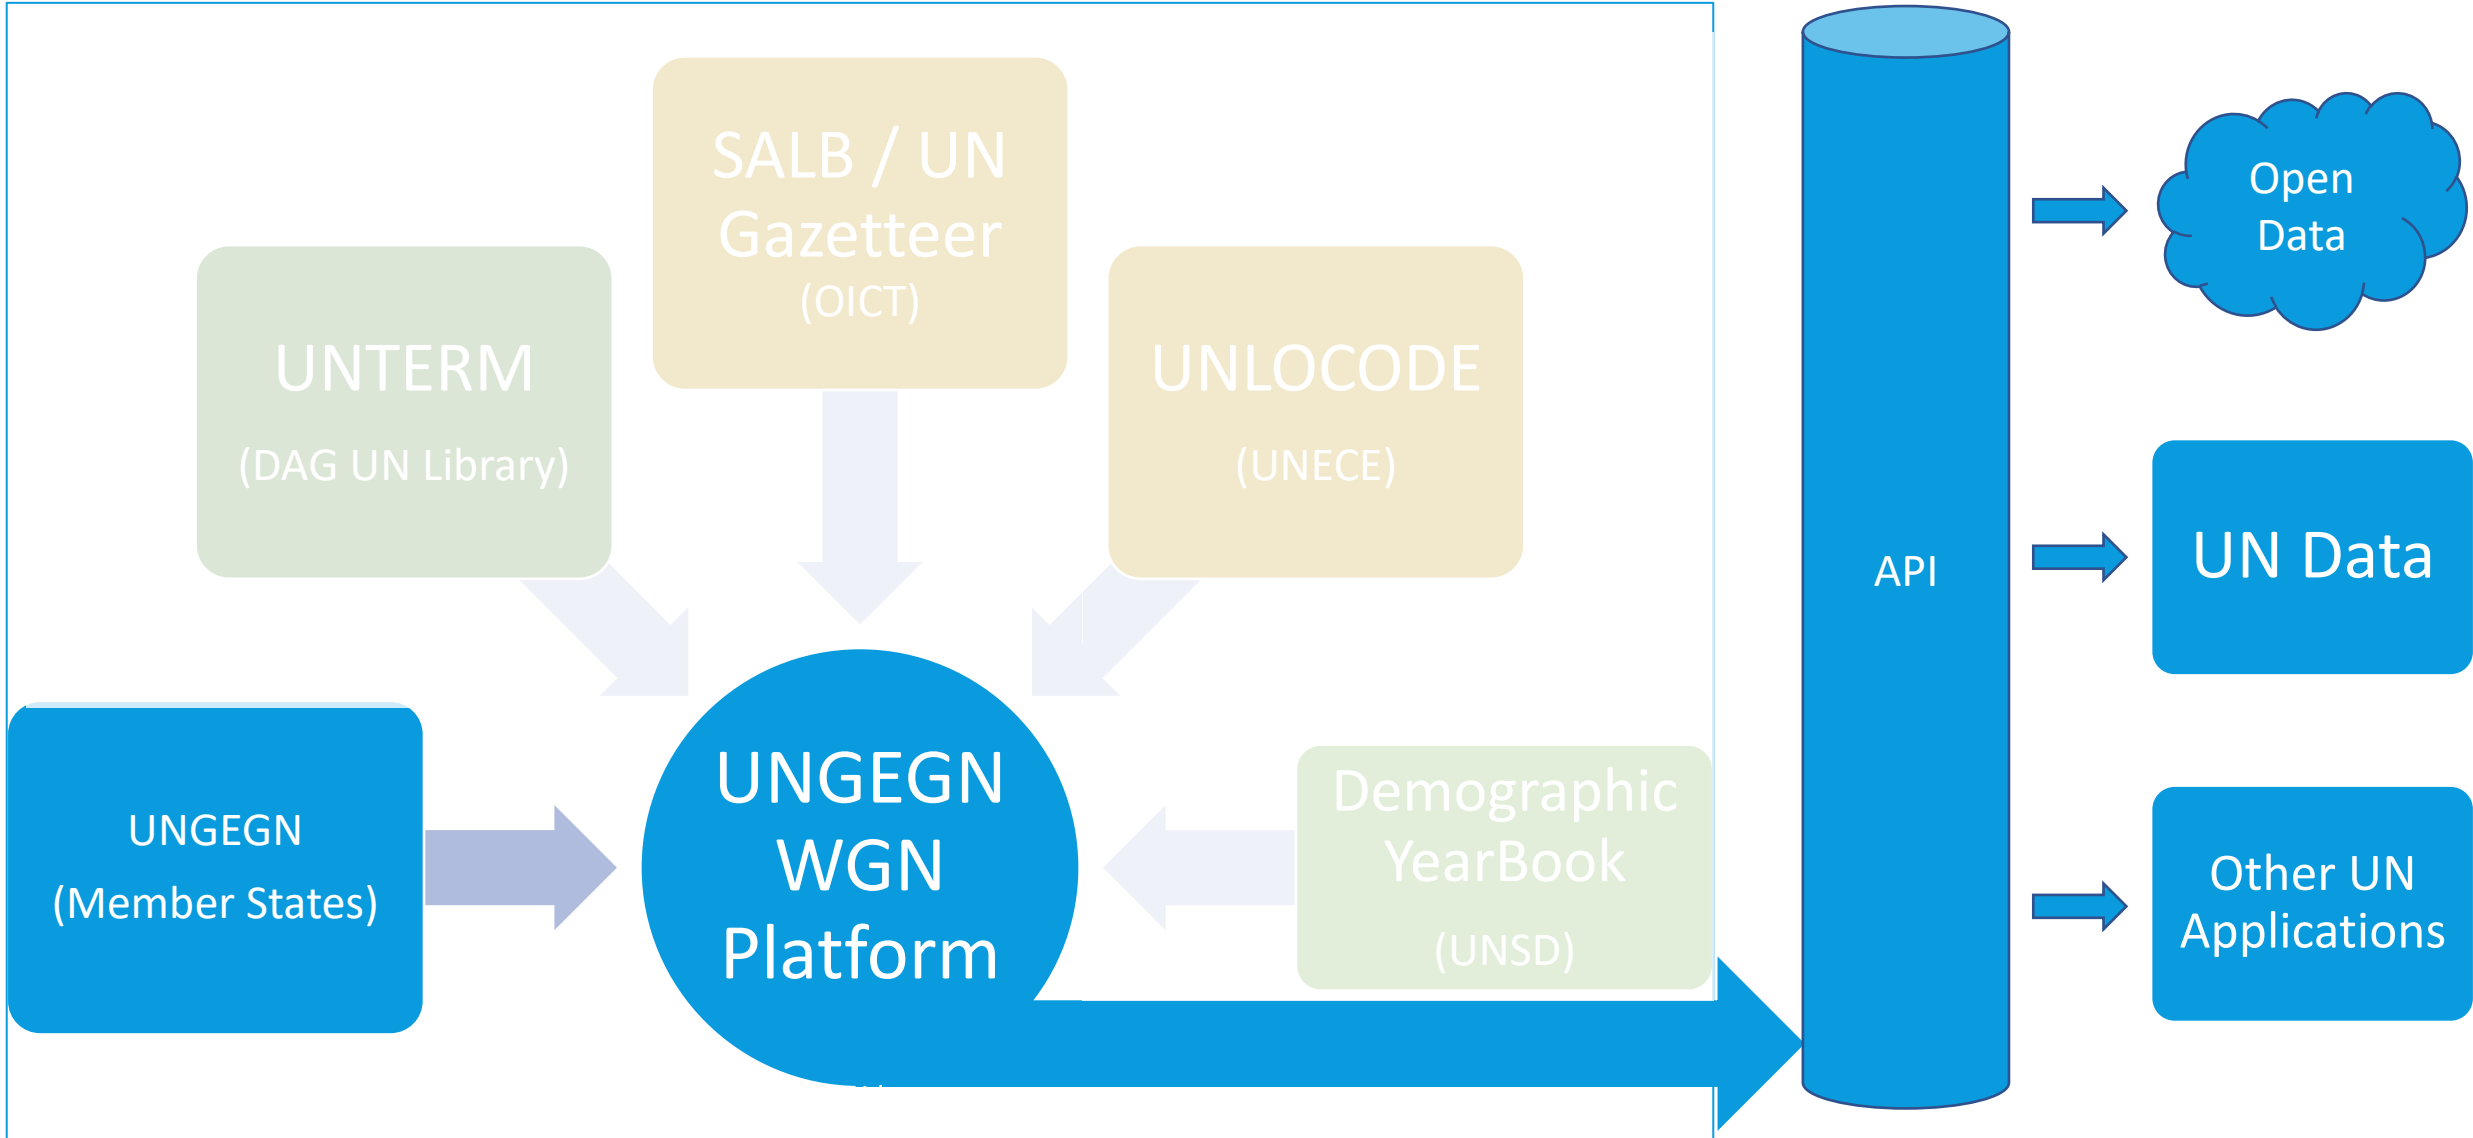 SALB / UN
Gazetteer
(OICT)
UNTERM
(DAG UN Library)
UNLOCODE
(UNECE)
UNGEGN
(Member States)
UNGEGN
WGN
Platform
Demographic
YearBook
(UNSD)
API
Open
Data
UN Data
Other UN
Applications